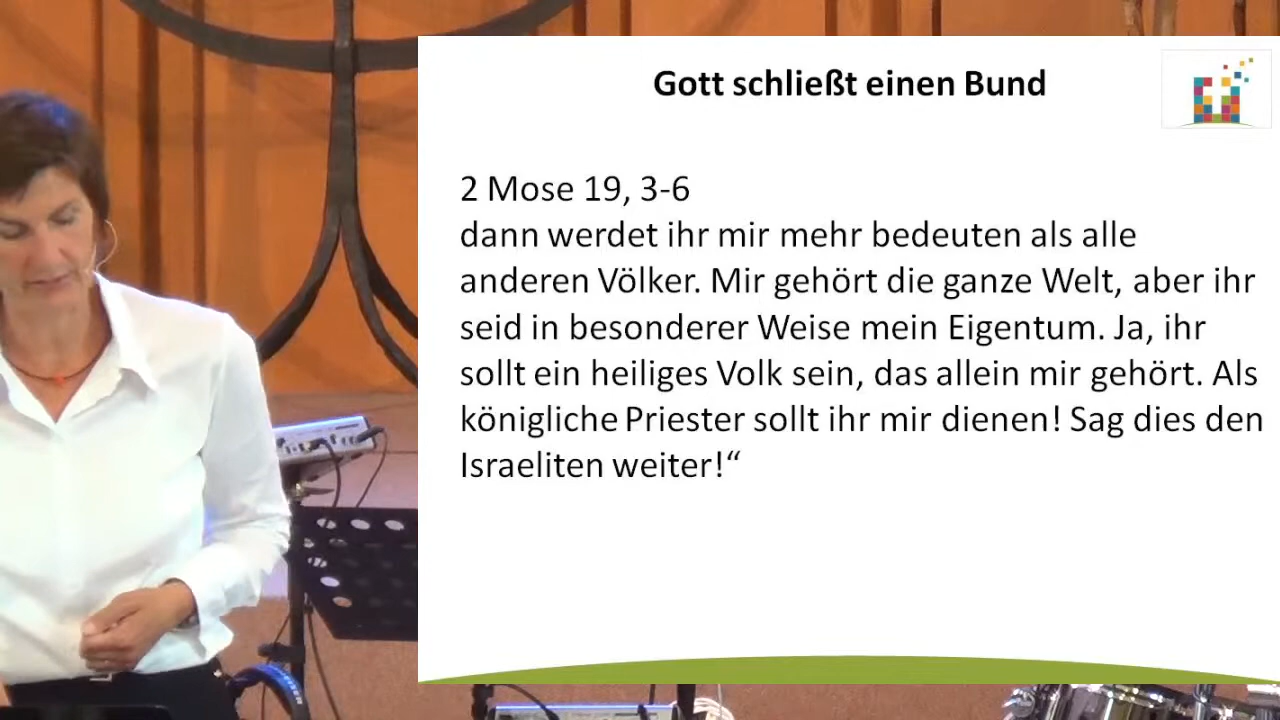 Gott schließt einen Bund
2 Mose 19, 3-6
dann werdet ihr mir mehr bedeuten als alle
anderen Völker. Mir gehört die ganze Welt, aber ihr
seid in besonderer Weise mein Eigentum. Ja, ihr
sollt ein heiliges Volk sein, das allein mir gehört. Als
königliche Priester sollt ihr mir dienen! Sag dies den
Israeliten weiter!“